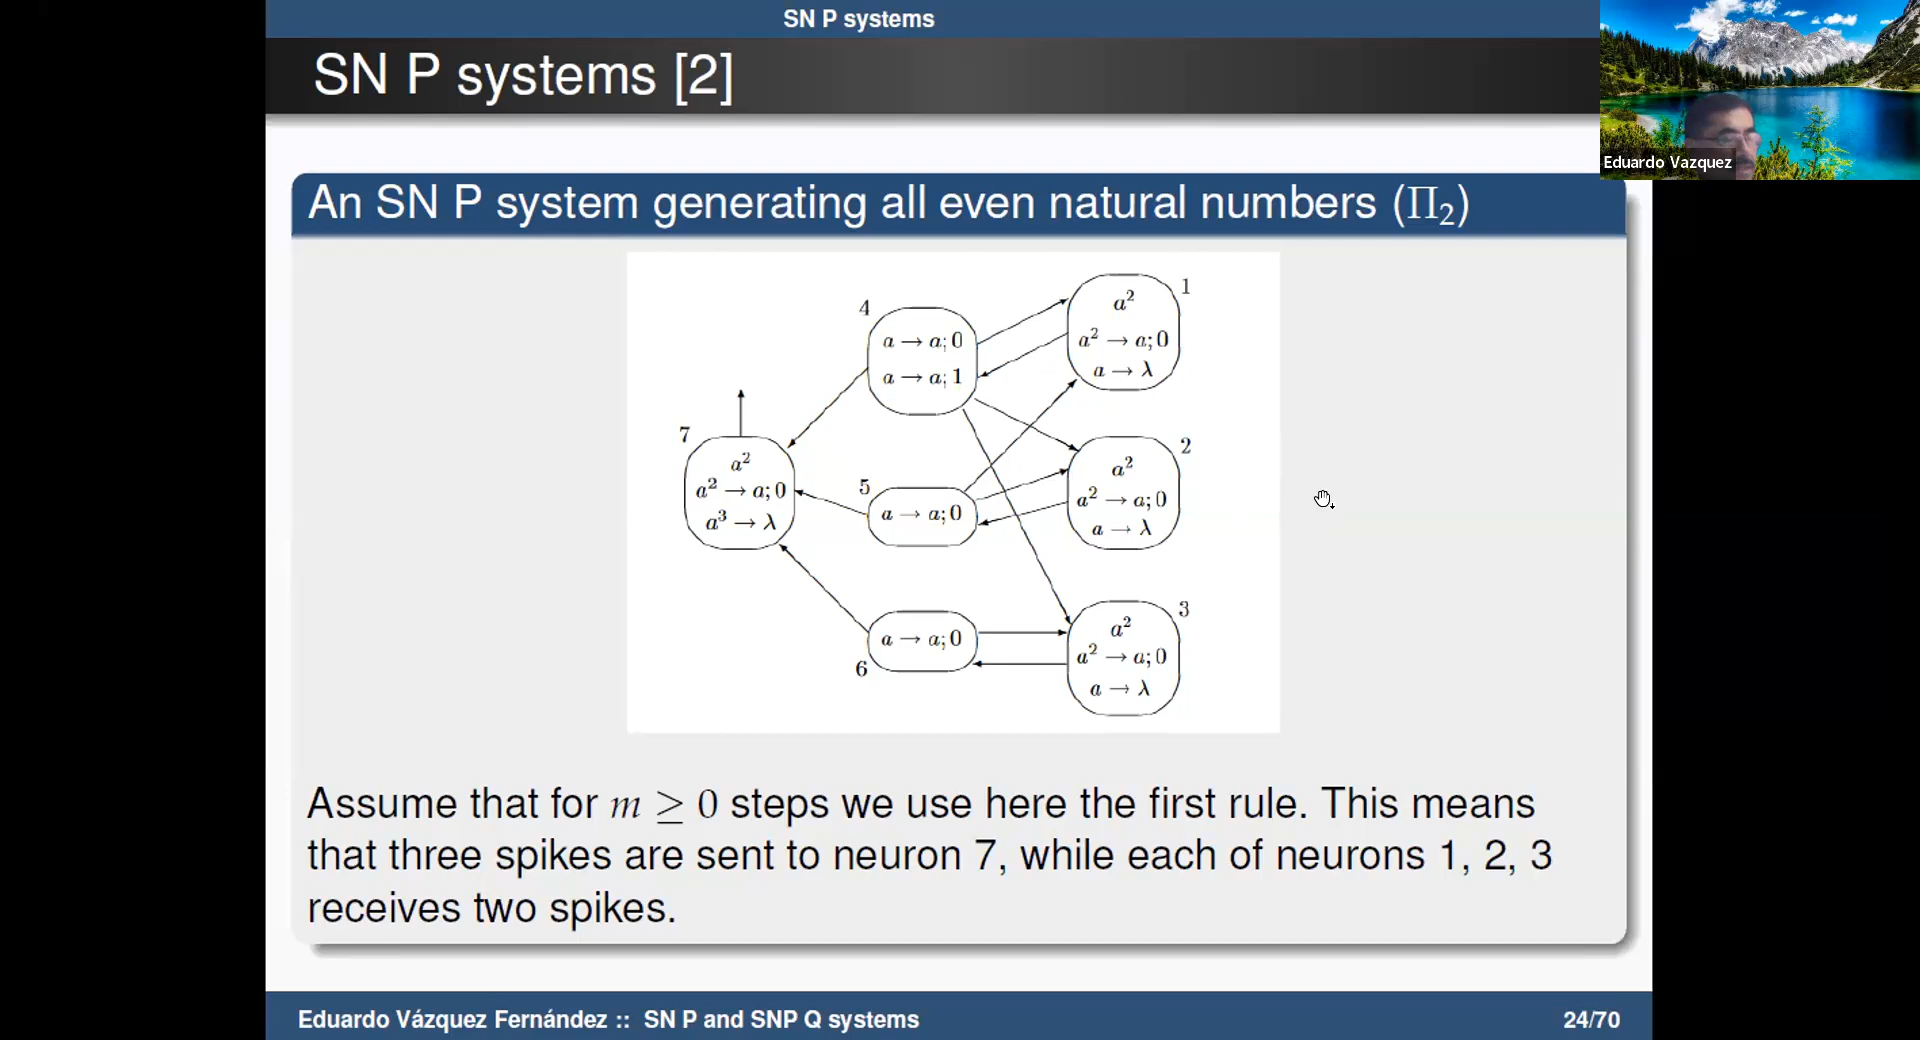 SN P systems
SN P systems [2]
Eduardo Vazquez
An SN P system generating all even natural numbers (Π₂)
4
a → a; 0
a → a; 1
1
a²
a² → a; 0
a → λ
7
a²
a² → a; 0
a³ → λ
5
a → a; 0
2
a²
a² → a; 0
a → λ
a → a; 0
6
3
a²
a² → a; 0
a → λ
Assume that for m ≥ 0 steps we use here the first rule. This means
that three spikes are sent to neuron 7, while each of neurons 1, 2, 3
receives two spikes.
Eduardo Vázquez Fernández :: SN P and SNP Q systems
24/70